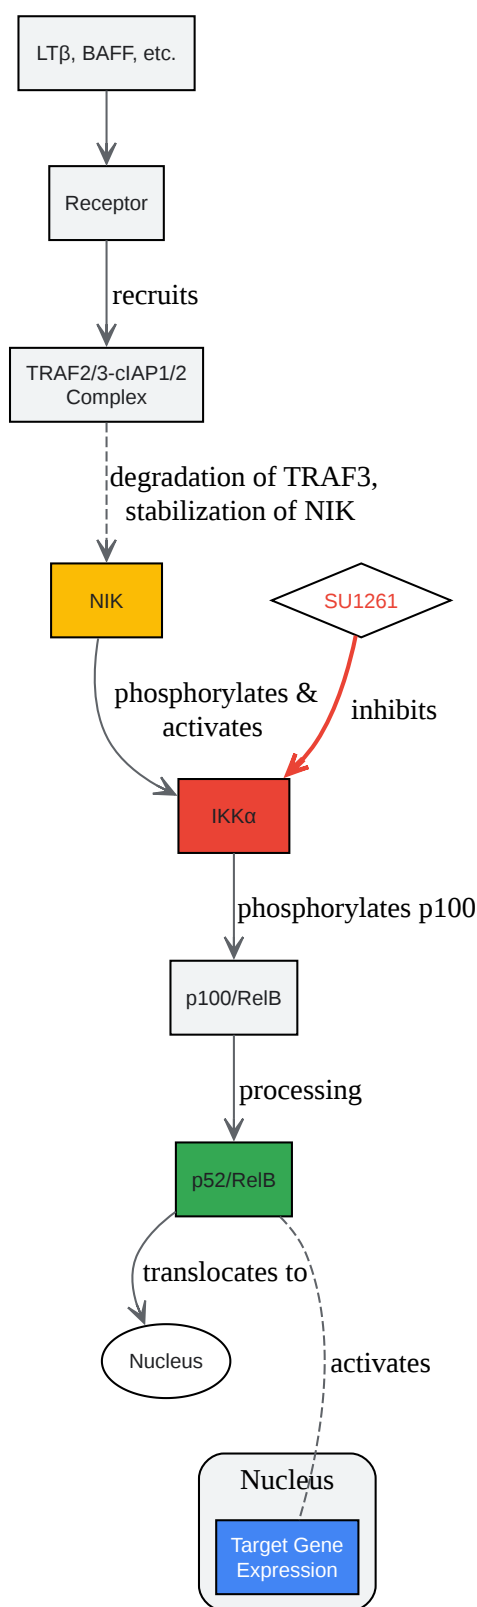 LTβ, BAFF, etc.
Receptor
recruits
TRAF2/3-cIAP1/2
Complex
degradation of TRAF3,
stabilization of NIK
NIK
SU1261
phosphorylates &
activates
inhibits
IKKα
phosphorylates p100
p100/RelB
processing
p52/RelB
translocates to
Nucleus
activates
Nucleus
Target Gene
Expression